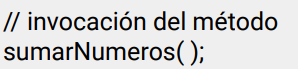 // invocación del método
sumarNumeros( );